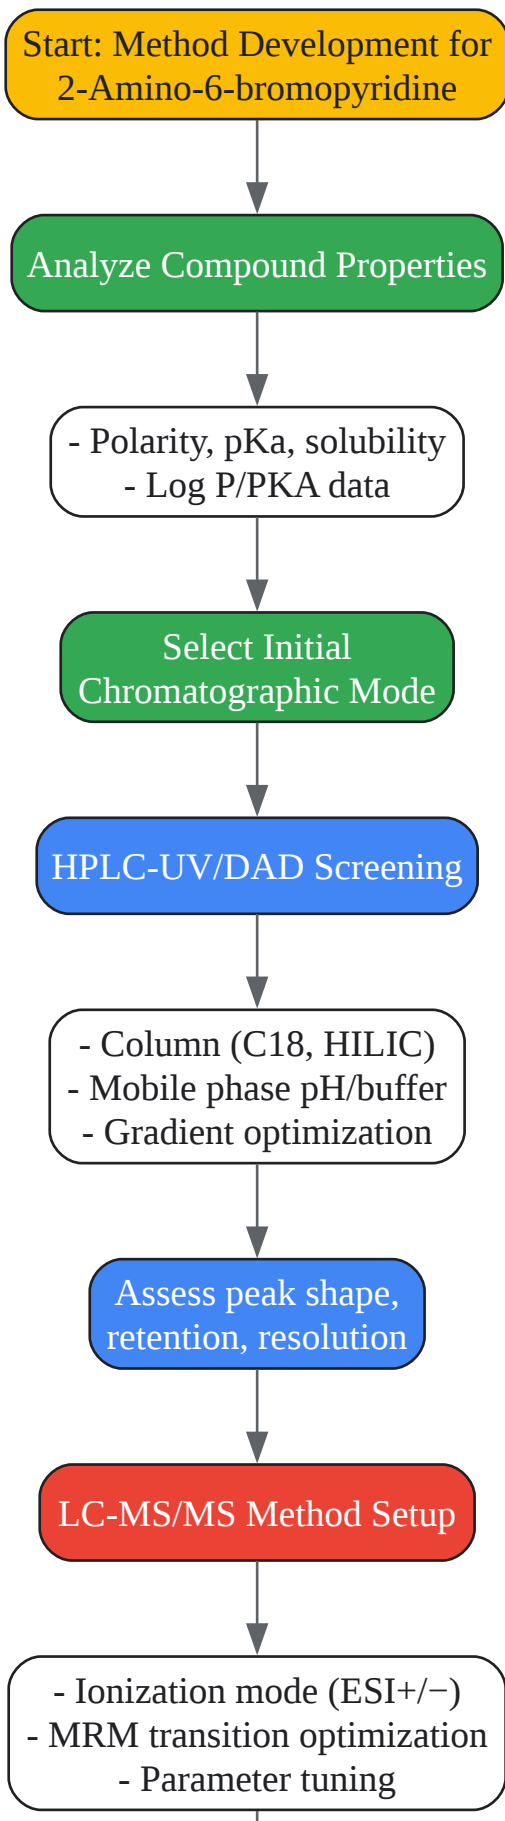 Start: Method Development for
2-Amino-6-bromopyridine
Analyze Compound Properties
- Polarity, pKa, solubility
- Log P/PKA data
Select Initial
Chromatographic Mode
HPLC-UV/DAD Screening
- Column (C18, HILIC)
- Mobile phase pH/buffer
- Gradient optimization
Assess peak shape,
retention, resolution
LC-MS/MS Method Setup
- Ionization mode (ESI+/−)
- MRM transition optimization
- Parameter tuning